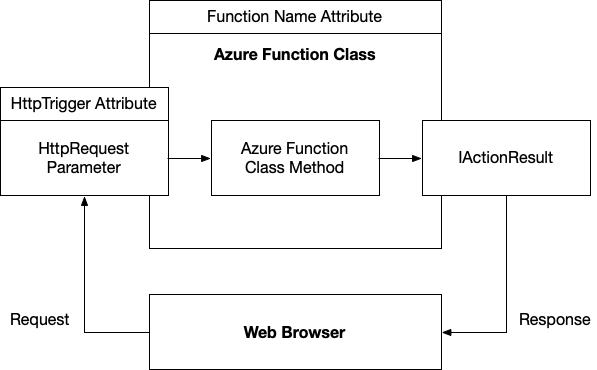 Function Name Attribute
Azure Function Class
HttpTrigger Attribute
HttpRequest
Parameter
Azure Function
Class Method
IActionResult
Request
Web Browser
Response